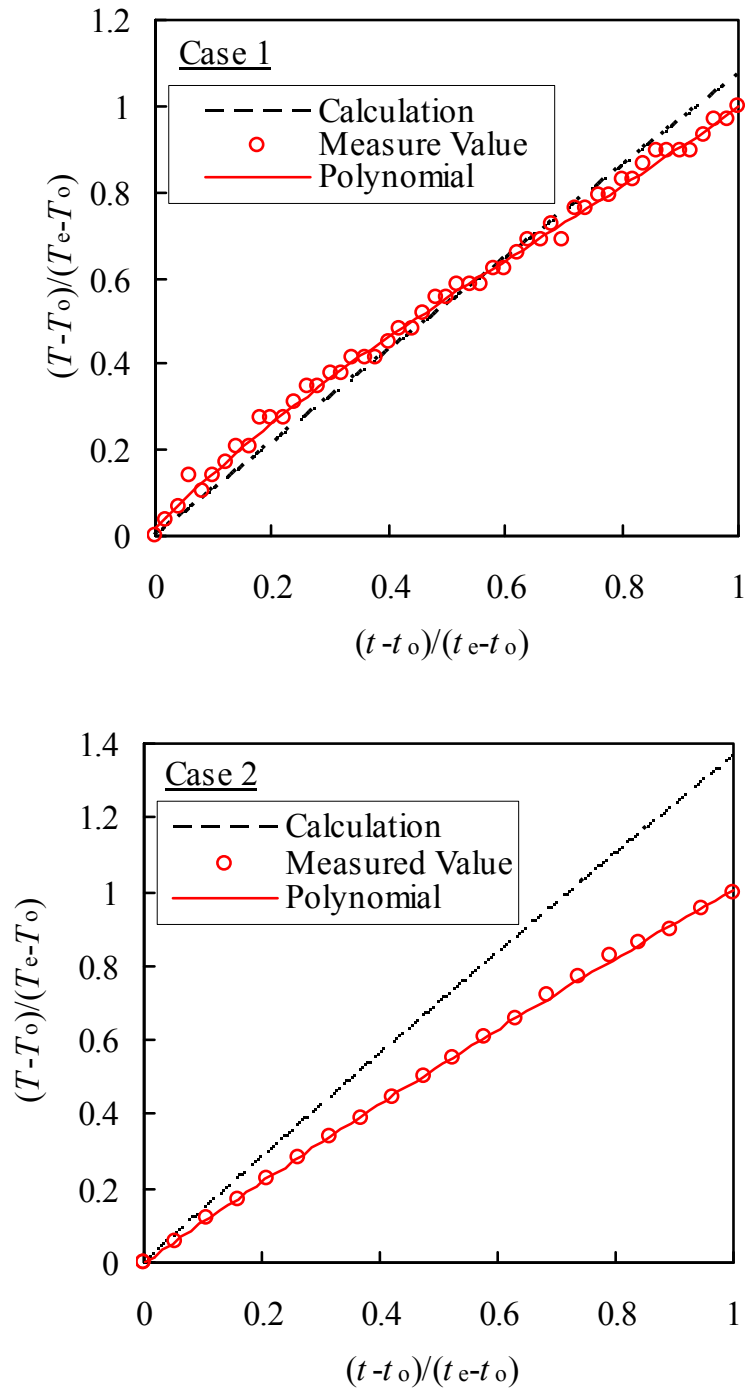 Case 1
Calculation
Measure Value
Polynomial
1.2
1
0.8
0.6
0.4
0.2
0
(T-To)/(Te-To)
0 0.2 0.4 0.6 0.8 1
(t-to)/(te-to)
Case 2
Calculation
Measured Value
Polynomial
1.4
1.2
1
0.8
0.6
0.4
0.2
0
(T-To)/(Te-To)
0 0.2 0.4 0.6 0.8 1
(t-to)/(te-to)